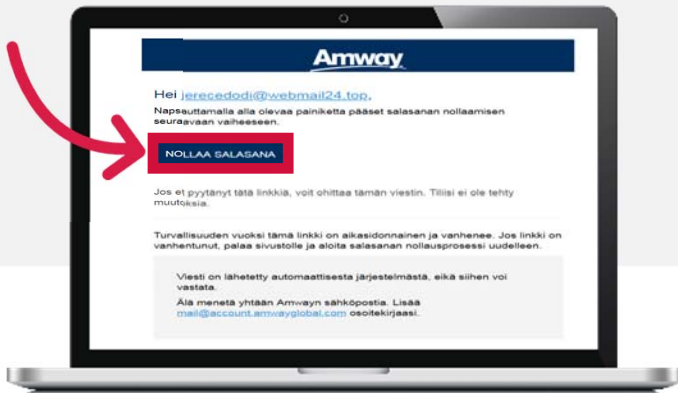 Amway
Hei jerecedodi@webmail24.top,
Napsauttamalla alla olevaa painiketta pääset salasanan nollaamisen
seuraavaan vaiheeseen.
NOLLAA SALASANA
Jos et pyytänyt tätä linkkiä, voit ohittaa tämän viestin. Tiliisi ei ole tehty
muutoksia.
Turvallisuuden vuoksi tämä linkki on aikasidonnainen ja vanhenee. Jos linkki on
vanhentunut, palaa sivustolle ja aloita salasanan nollausprosessi uudelleen.
Viesti on lähetetty automaattisesta järjestelmästä, eikä siihen voi
vastata.
Älä menetä yhtään Amwayn sähköpostia. Lisää
mail@account.amwayglobal.com osoitekirjaasi.